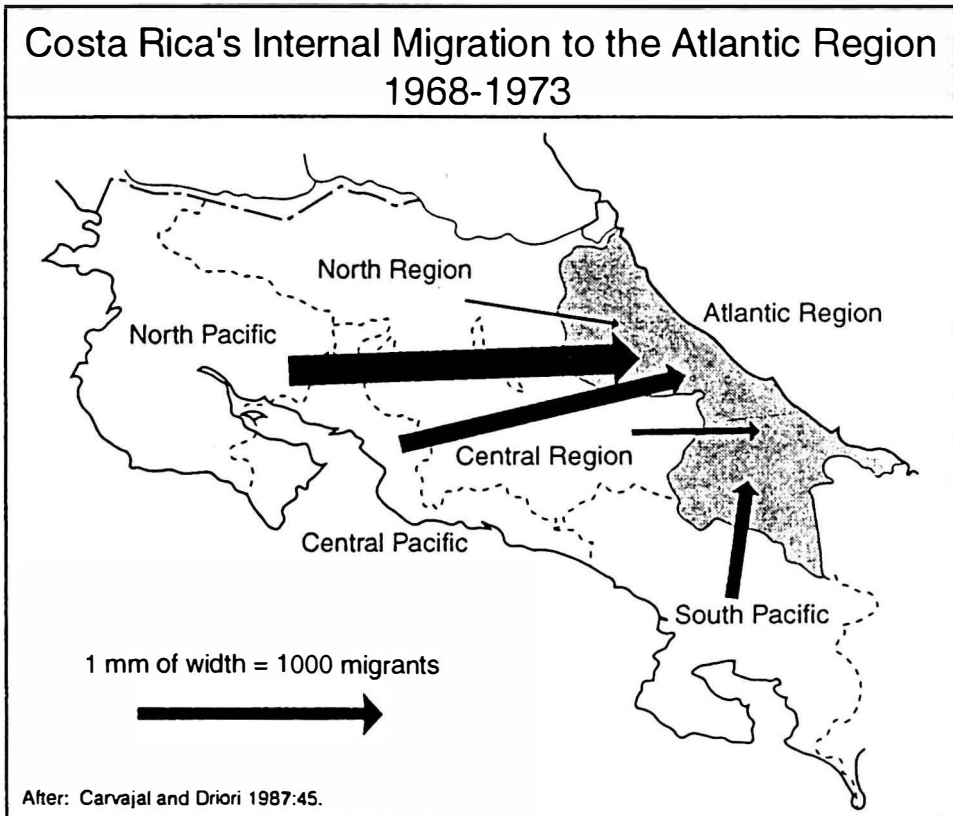 Costa Rica's Internal Migration to the Atlantic Region
1968-1973
North Region
Atlantic Region
North Pacific
Central Region
Central Pacific
South Pacific
1 mm of width = 1000 migrants
After: Carvajal and Driori 1987:45.